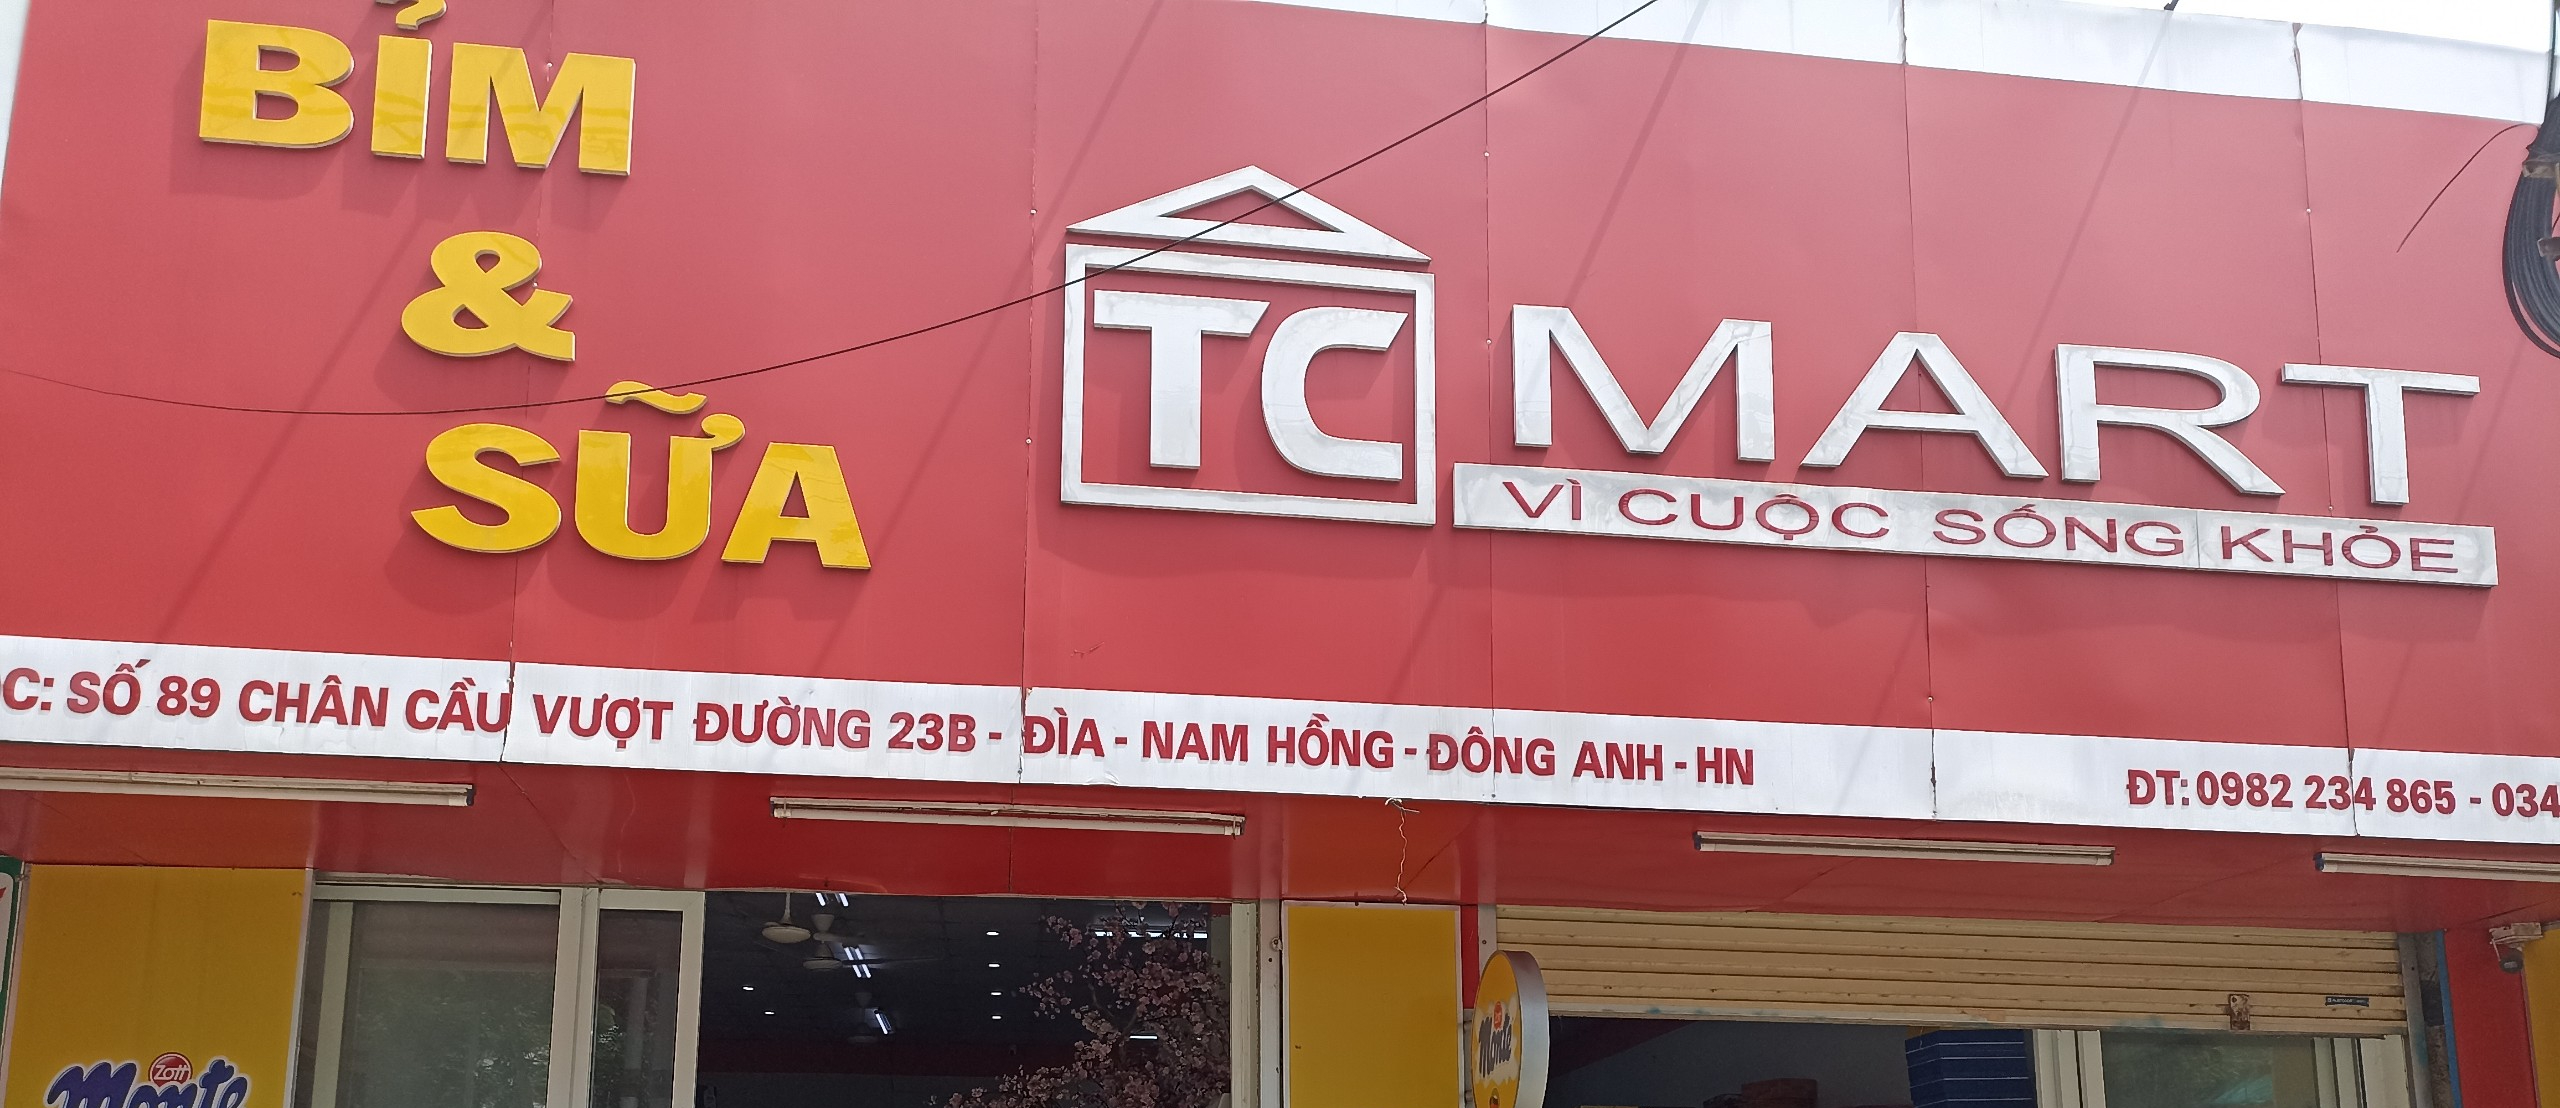 BỈM
&
SỮA
TC MART
VÌ CUỘC SỐNG KHỎE
C: SỐ 89 CHÂN CẦU VƯỢT ĐƯỜNG 23B - ĐÌA - NAM HỒNG - ĐÔNG ANH - HN
ĐT: 0982 234 865 - 034
Zott
Monte
Zott
Monte